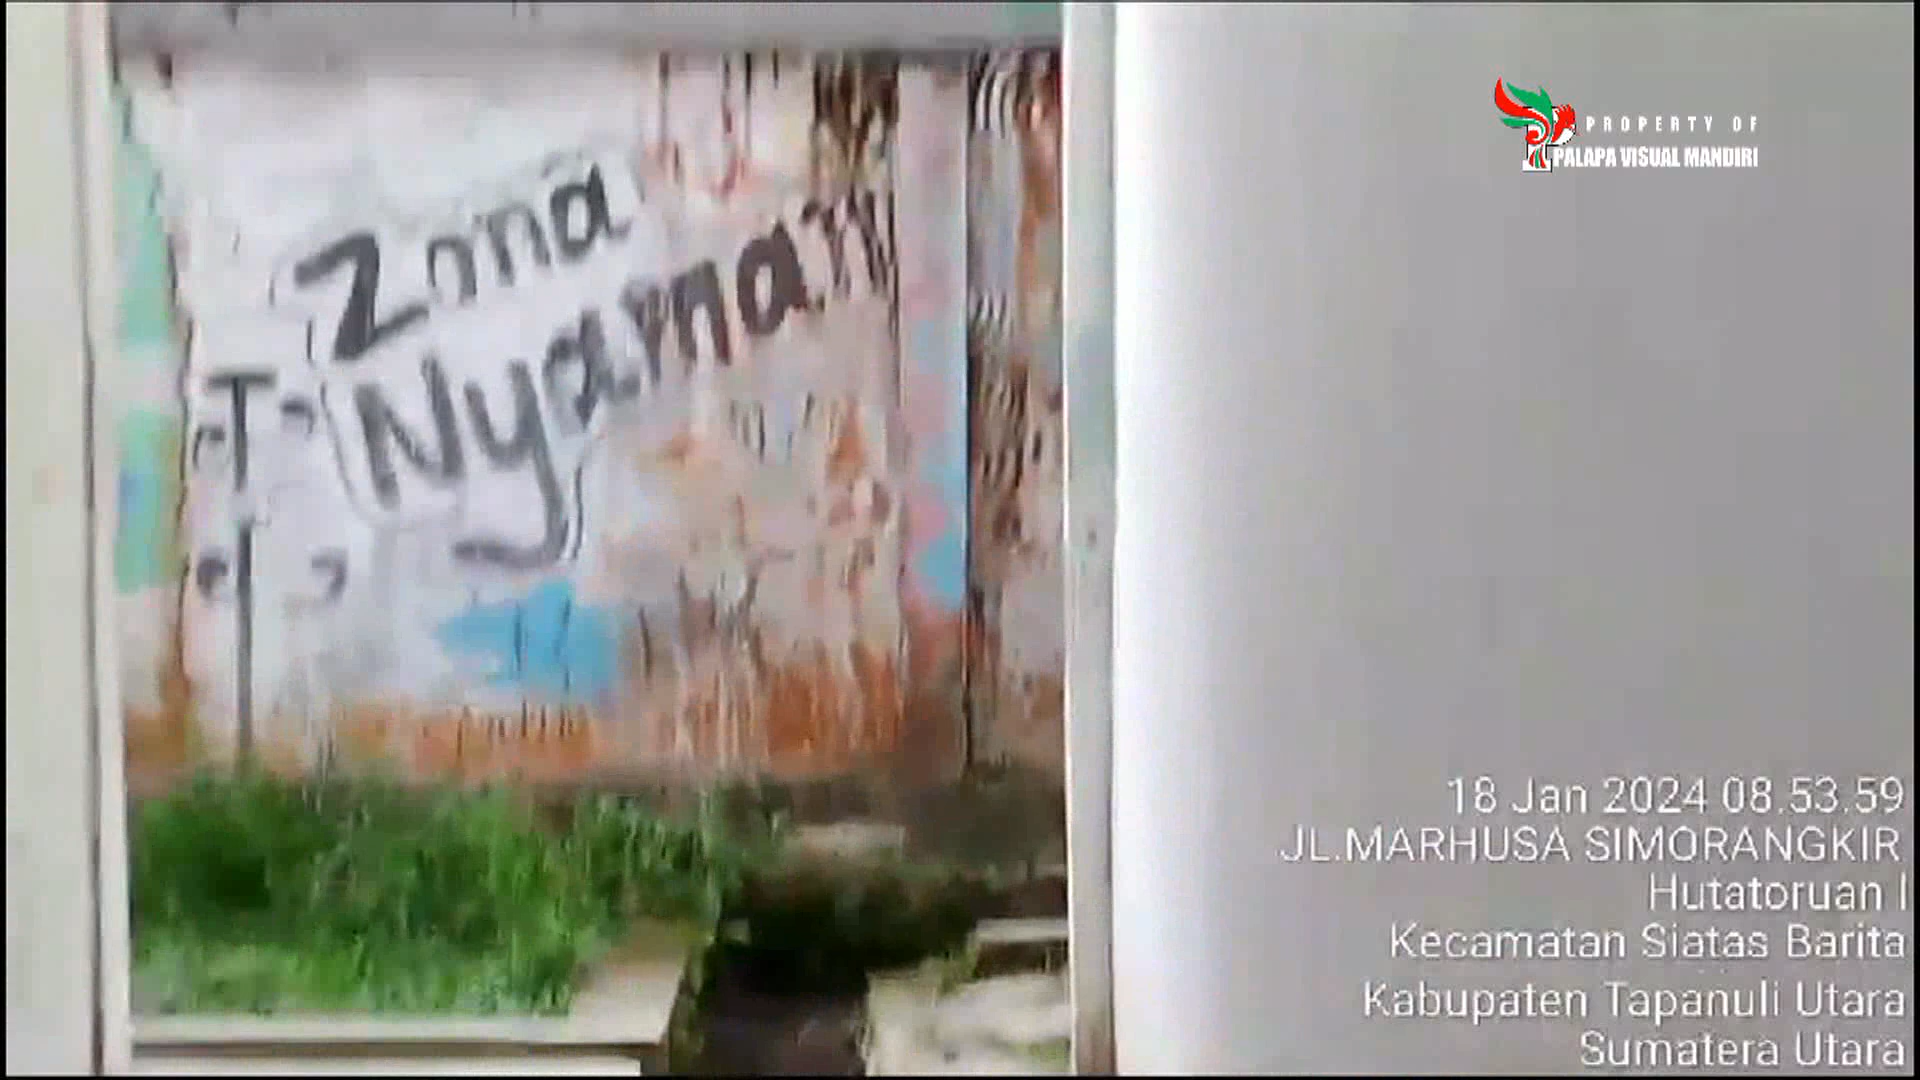 Zona
Nyaman
PROPERTY OF
PALAPA VISUAL MANDIRI
18 Jan 2024 08.53.59
JL.MARHUSA SIMORANGKIR
Hutatoruan I
Kecamatan Siatas Barita
Kabupaten Tapanuli Utara
Sumatera Utara